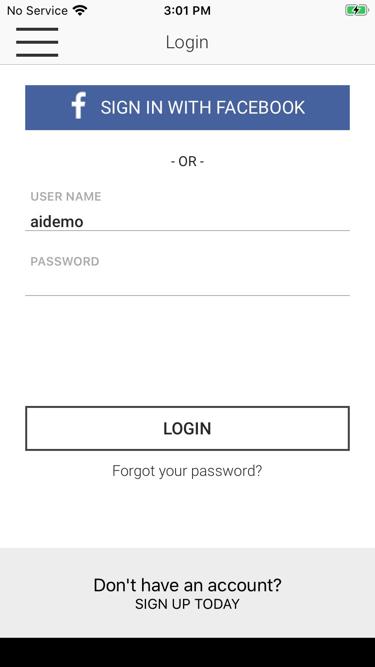 No Service 3:01 PM
Login
f SIGN IN WITH FACEBOOK
- OR -
USER NAME
aidemo
PASSWORD
LOGIN
Forgot your password?
Don't have an account?
SIGN UP TODAY